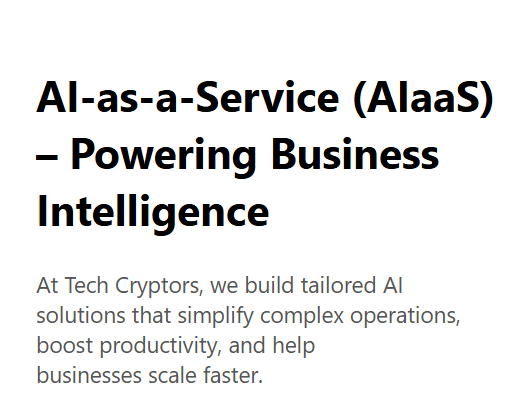 AI-as-a-Service (AIaaS)
– Powering Business
Intelligence
At Tech Cryptors, we build tailored AI
solutions that simplify complex operations,
boost productivity, and help
businesses scale faster.